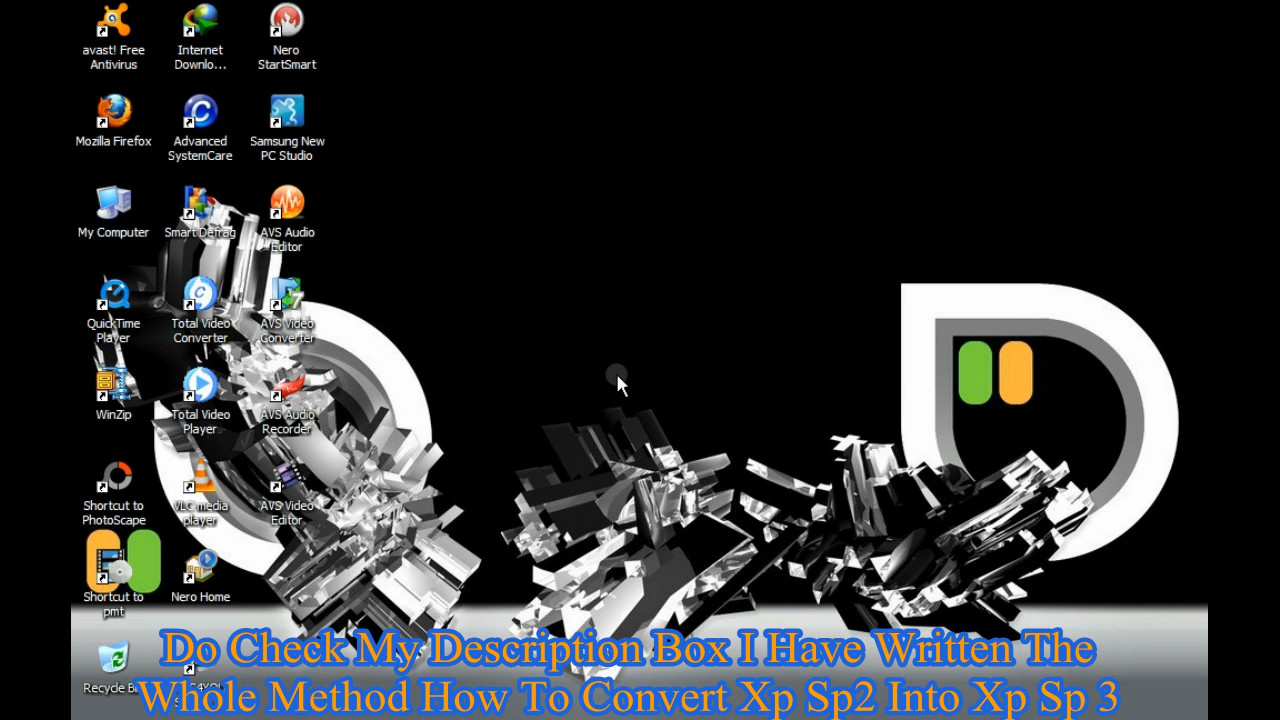 avast! Free
Antivirus
Internet
Downlo...
Nero
StartSmart
Mozilla Firefox
Advanced
SystemCare
Samsung New
PC Studio
My Computer
Smart Defrag
AVS Audio
Editor
QuickTime
Player
Total Video
Converter
AVS Video
Converter
WinZip
Total Video
Player
AVS Audio
Recorder
Shortcut to
PhotoScape
VLC media
player
AVS Video
Editor
Shortcut to
pmt
Nero Home
Do Check My Description Box I Have Written The
Whole Method How To Convert Xp Sp2 Into Xp Sp 3
Recycle